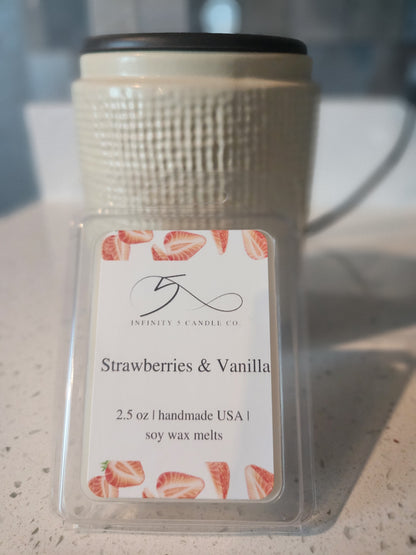 5
INFINITY 5 CANDLE CO.
Strawberries & Vanilla
2.5 oz | handmade USA |
soy wax melts